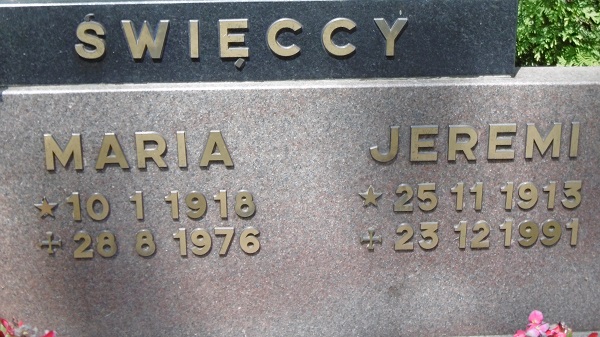 ŚWIĘCCY
MARIA
★ 10 1 1918
✠ 28 8 1976
JEREMI
★ 25 11 1913
✠ 23 12 1991